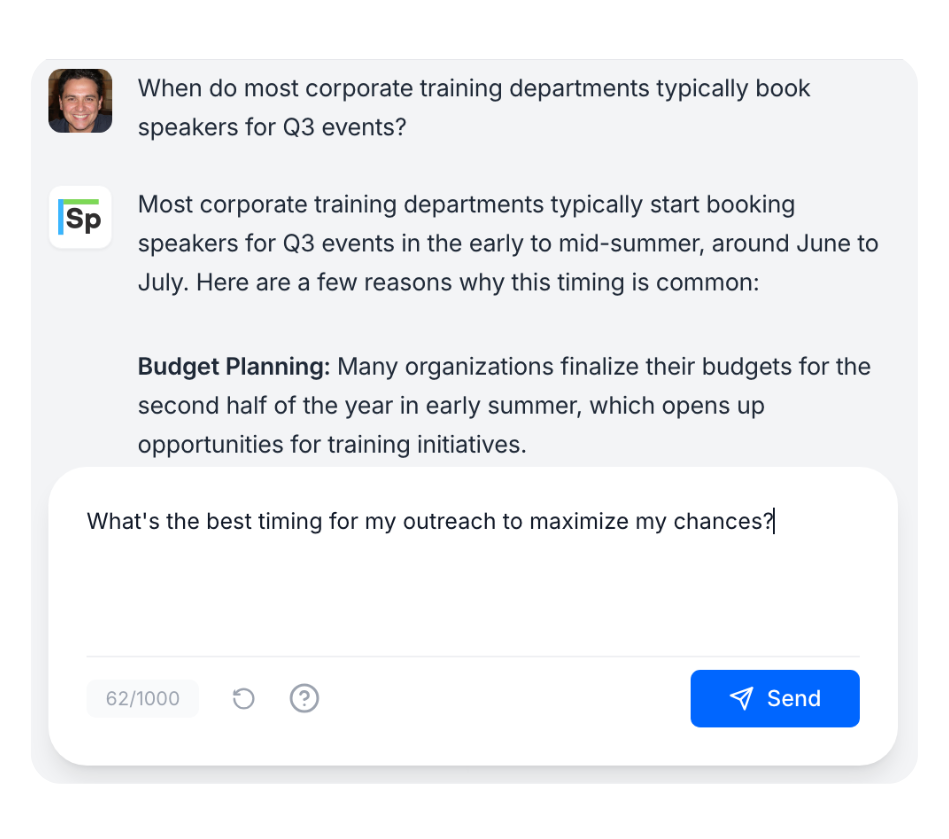 When do most corporate training departments typically book
speakers for Q3 events?
Sp
Most corporate training departments typically start booking
speakers for Q3 events in the early to mid-summer, around June to
July. Here are a few reasons why this timing is common:
Budget Planning: Many organizations finalize their budgets for the
second half of the year in early summer, which opens up
opportunities for training initiatives.
What's the best timing for my outreach to maximize my chances?
62/1000
Send